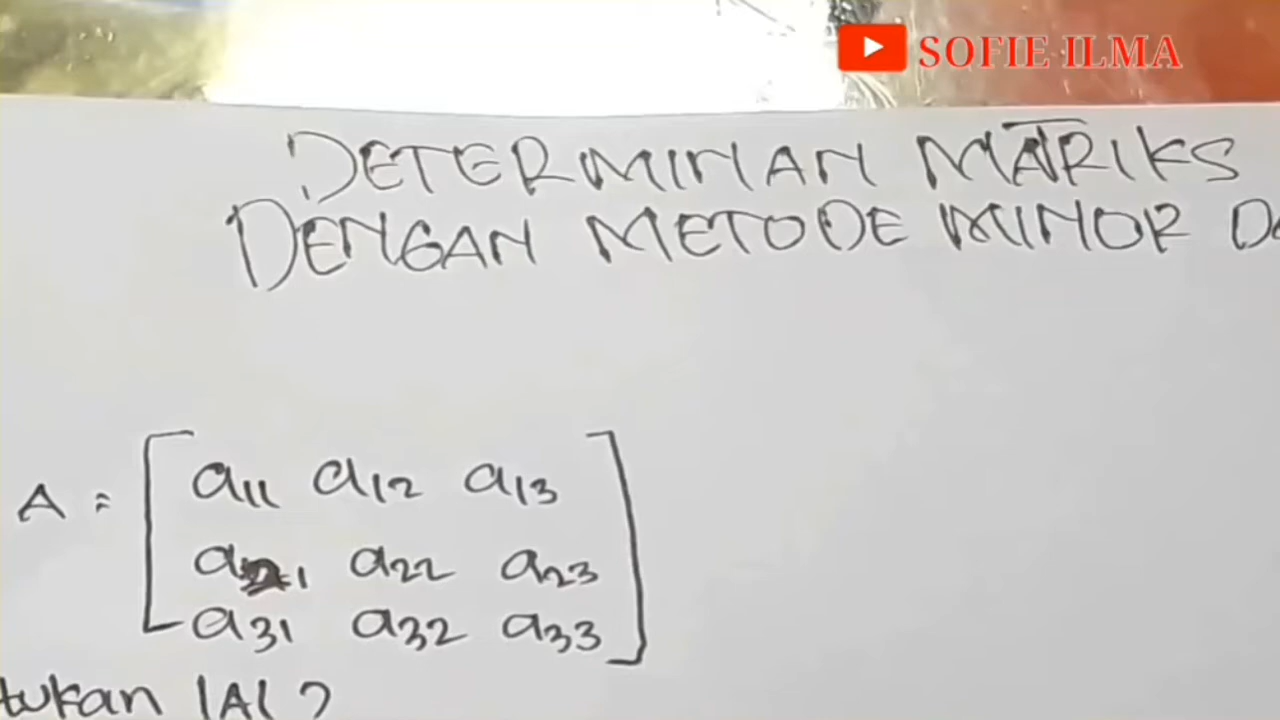 SOFIE ILMA
DETERMINAN MATRIKS
DENGAN METODE MINOR
A = [ a11 a12 a13
a21 a22 a23
a31 a32 a33 ]
tukan |A| ?